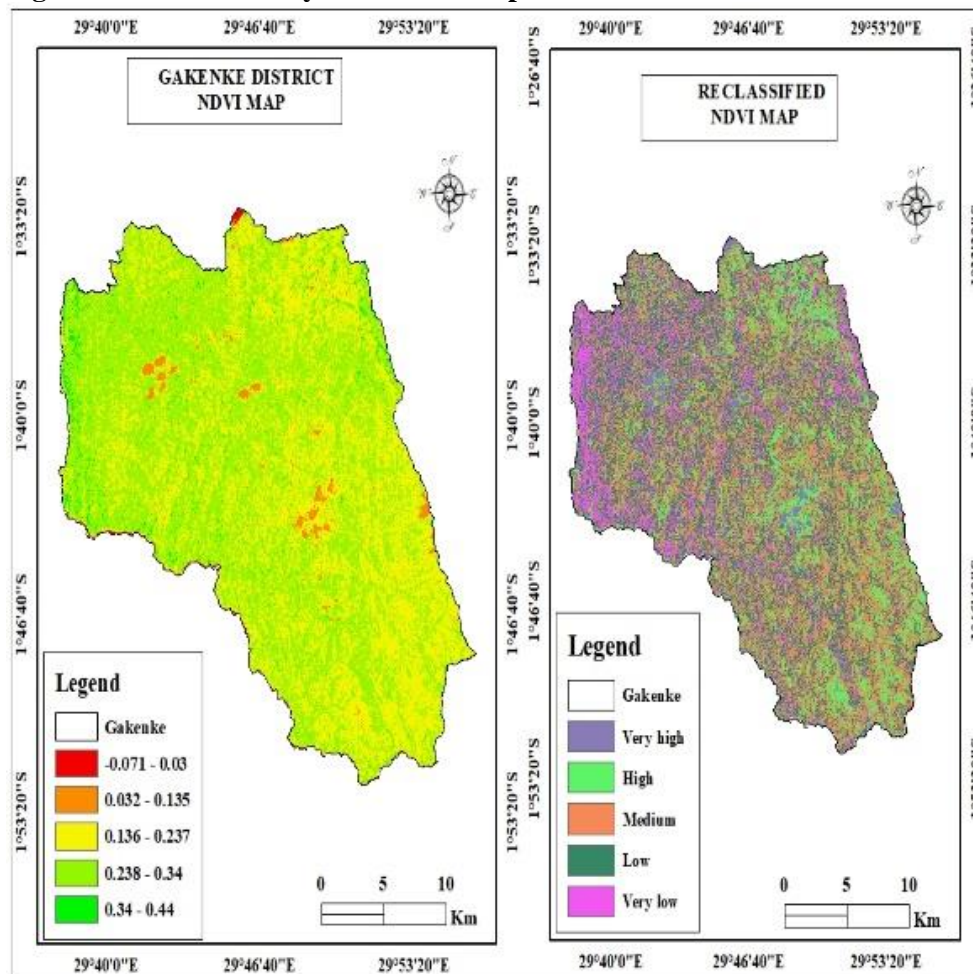 29°40'0"E 29°46'40"E 29°53'20"E
GAKENKE DISTRICT
NDVI MAP
N
W E
S
1°33'20"S
1°40'0"S
1°46'40"S
1°53'20"S
Legend
Gakenke
-0.071 - 0.03
0.032 - 0.135
0.136 - 0.237
0.238 - 0.34
0.34 - 0.44
0 5 10
Km
29°40'0"E 29°46'40"E 29°53'20"E
29°40'0"E 29°46'40"E 29°53'20"E
RECLASSIFIED
NDVI MAP
N
W E
S
1°26'40"S
1°33'20"S
1°40'0"S
1°46'40"S
1°53'20"S
Legend
Gakenke
Very high
High
Medium
Low
Very low
0 5 10
Km
29°40'0"E 29°46'40"E 29°53'20"E